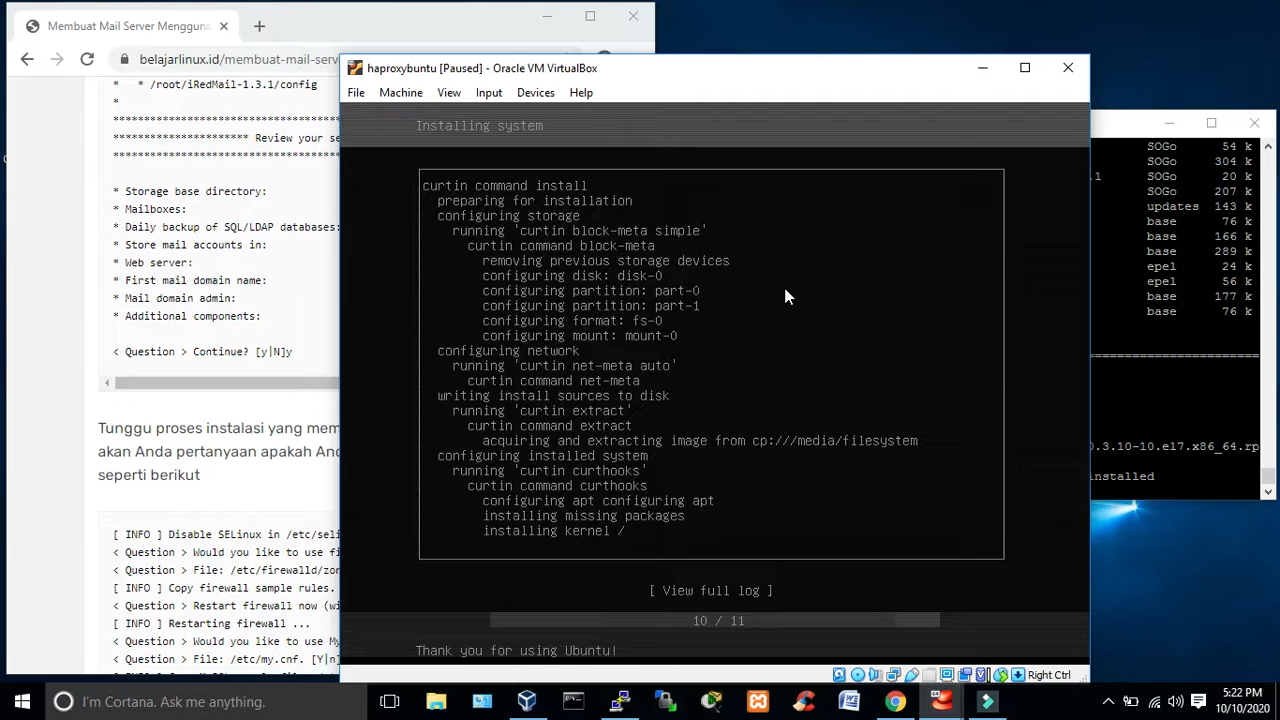 Membuat Mail Server Mengguna
belajarlinux.id/membuat-mail-serv
* * /root/iRedMail-1.3.1/config
*
*************************************
********************** Review your se
*************************************
* Storage base directory:
* Mailboxes:
* Daily backup of SQL/LDAP databases:
* Store mail accounts in:
* Web server:
* First mail domain name:
* Mail domain admin:
* Additional components:
< Question > Continue? [y|N]y
Tunggu proses instalasi yang mem
akan Anda pertanyaan apakah And
seperti berikut
[ INFO ] Disable SELinux in /etc/seli
< Question > Would you like to use fi
< Question > File: /etc/firewalld/zon
[ INFO ] Copy firewall sample rules.
< Question > Restart firewall now (wi
[ INFO ] Restarting firewall ...
< Question > Would you like to use My
< Question > File: /etc/my.cnf. [Y|n]
haproxybuntu [Paused] - Oracle VM VirtualBox
File Machine View Input Devices Help
Installing system
curtin command install
preparing for installation
configuring storage
running 'curtin block-meta simple'
curtin command block-meta
removing previous storage devices
configuring disk: disk-0
configuring partition: part-0
configuring partition: part-1
configuring format: fs-0
configuring mount: mount-0
configuring network
running 'curtin net-meta auto'
curtin command net-meta
writing install sources to disk
running 'curtin extract'
curtin command extract
acquiring and extracting image from cp:///media/filesystem
configuring installed system
running 'curtin curthooks'
curtin command curthooks
configuring apt configuring apt
installing missing packages
installing kernel /
[ View full log ]
10 / 11
Thank you for using Ubuntu!
Right Ctrl
SOGo 54 k
SOGo 304 k
.1 SOGo 20 k
SOGo 207 k
updates 143 k
base 76 k
base 166 k
base 289 k
epel 24 k
epel 56 k
base 177 k
base 76 k
0.3.10-10.el7.x86_64.rp
installed
I'm Cortana. Ask me anything.
5:22 PM
10/10/2020